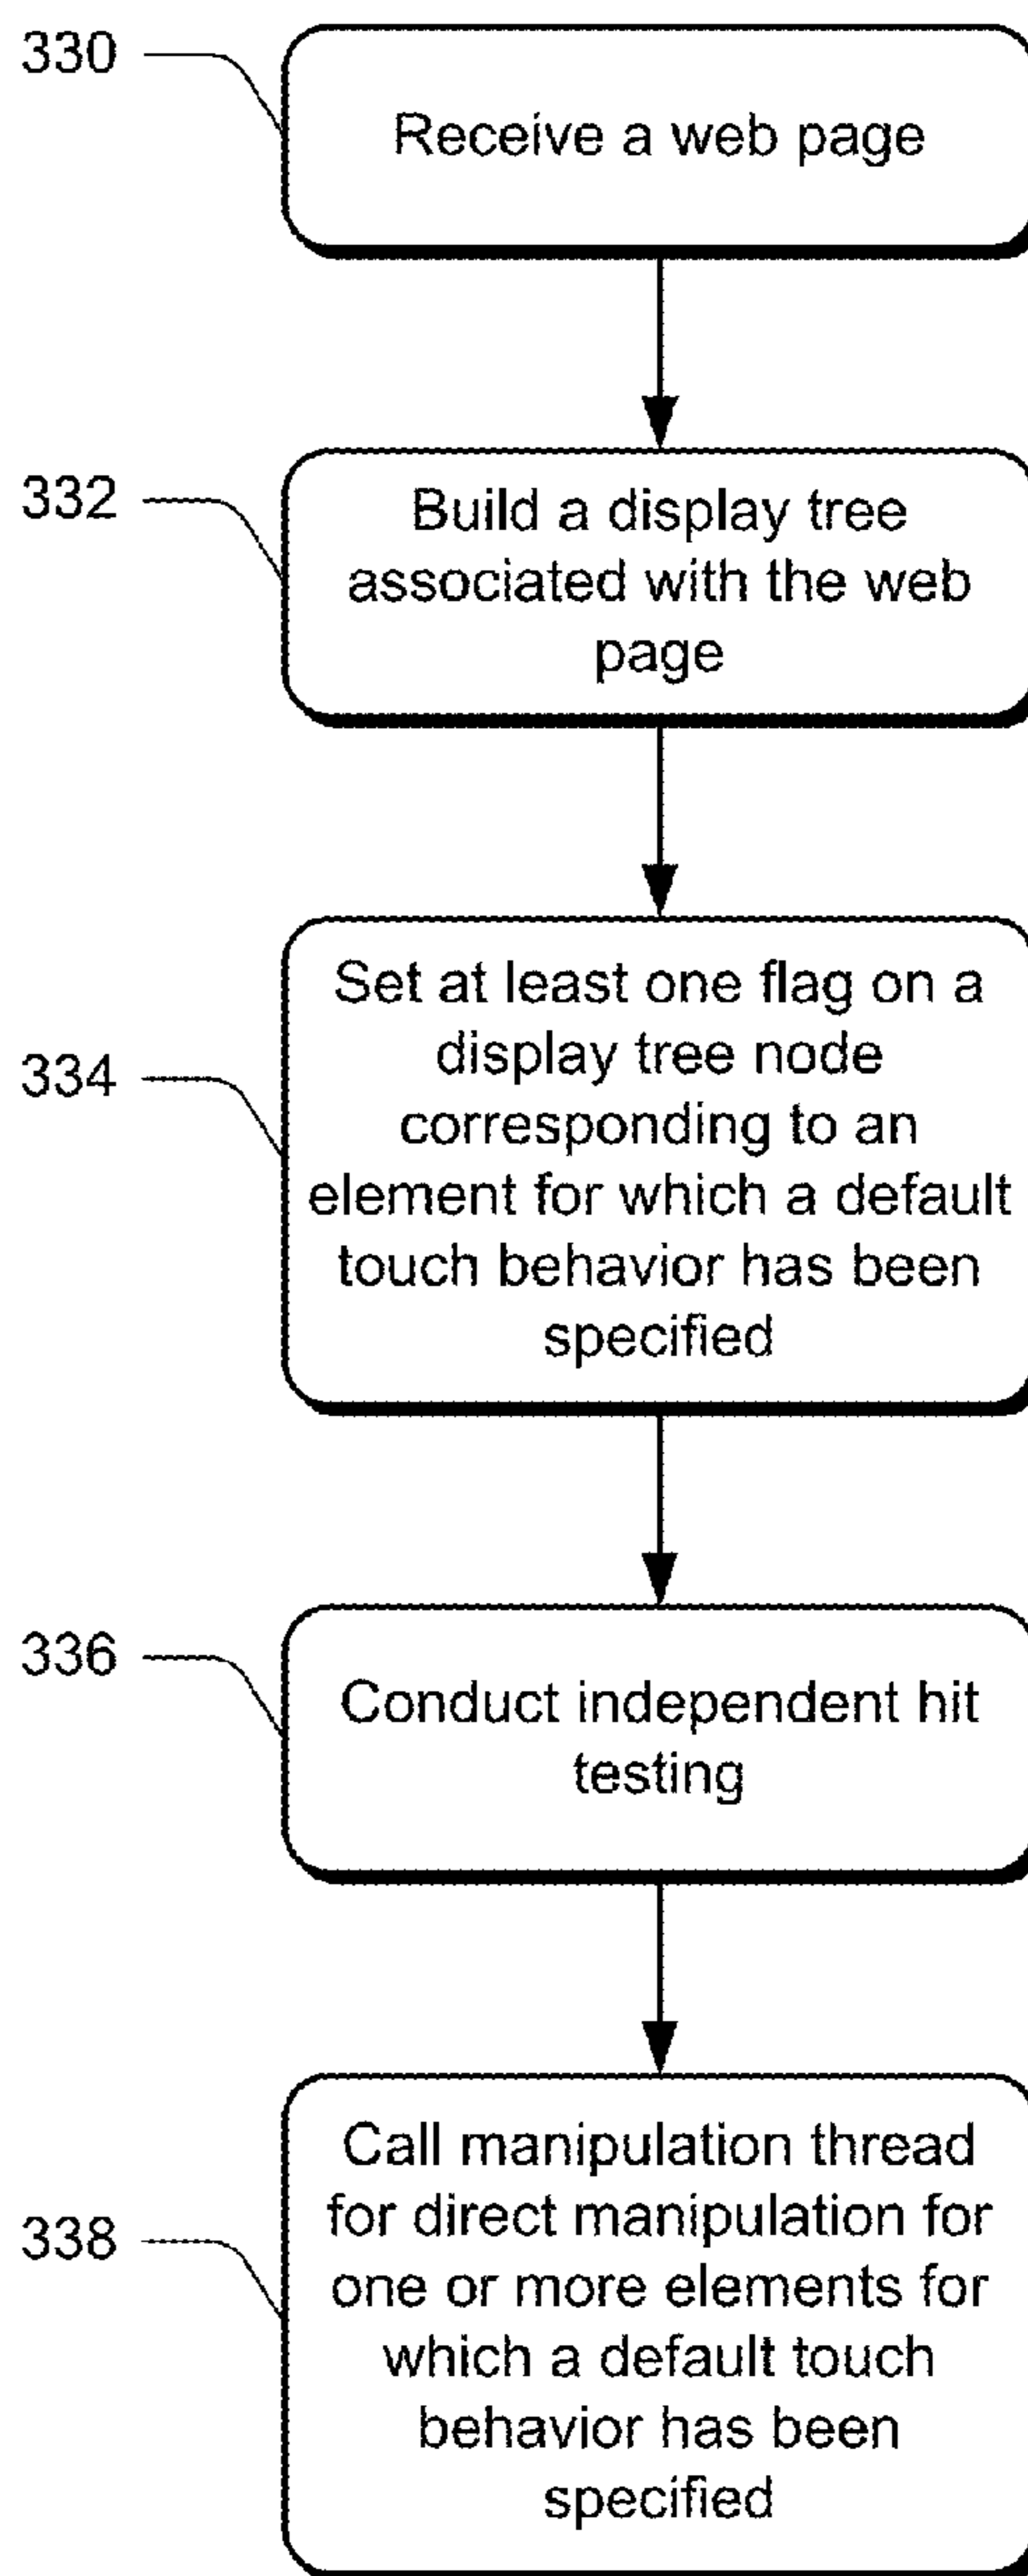 330
Receive a web page
332
Build a display tree
associated with the web
page
334
Set at least one flag on a
display tree node
corresponding to an
element for which a default
touch behavior has been
specified
336
Conduct independent hit
testing
338
Call manipulation thread
for direct manipulation for
one or more elements for
which a default touch
behavior has been
specified